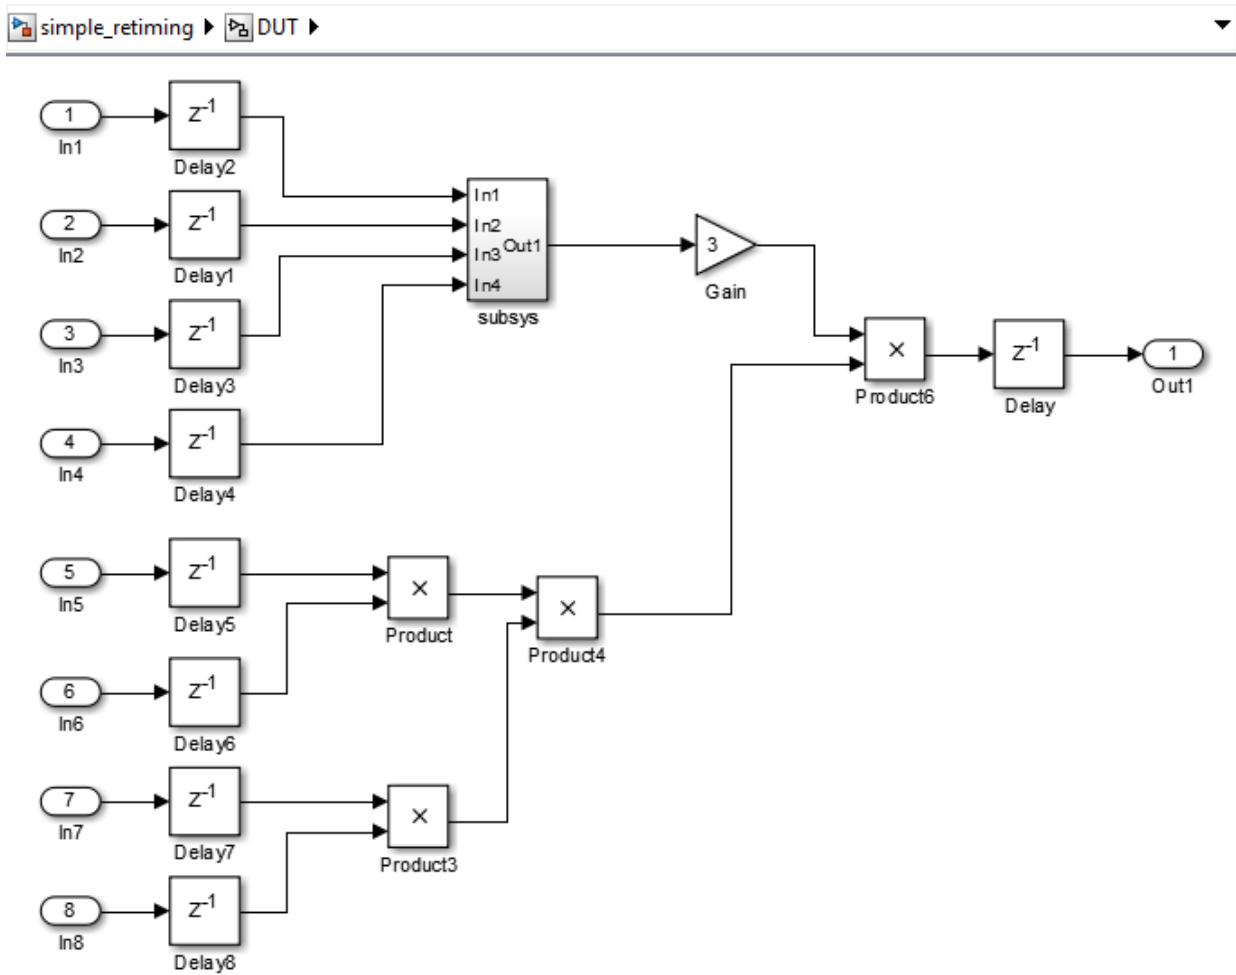 simple_retiming DUT
1
In1
z-1
Delay2
2
In2
z-1
Delay1
3
In3
z-1
Delay3
4
In4
z-1
Delay4
In1
In2
In3
In4
Out1
subsys
3
Gain
×
Product6
z-1
Delay
1
Out1
5
In5
z-1
Delay5
6
In6
z-1
Delay6
×
Product
×
Product4
7
In7
z-1
Delay7
8
In8
z-1
Delay8
×
Product3